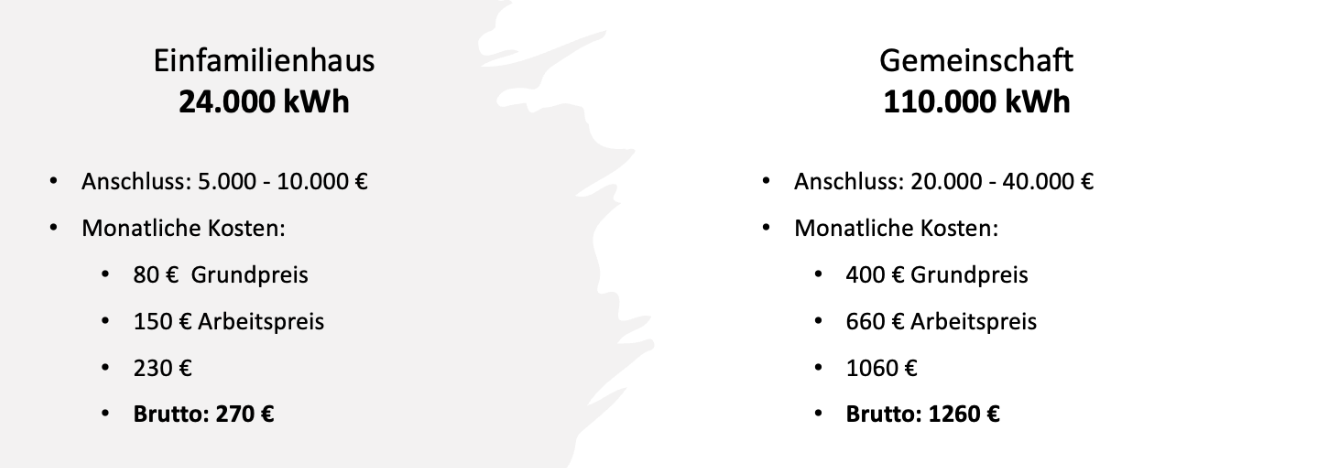 Einfamilienhaus
24.000 kWh
• Anschluss: 5.000 - 10.000 €
• Monatliche Kosten:
• 80 € Grundpreis
• 150 € Arbeitspreis
• 230 €
• Brutto: 270 €
Gemeinschaft
110.000 kWh
• Anschluss: 20.000 - 40.000 €
• Monatliche Kosten:
• 400 € Grundpreis
• 660 € Arbeitspreis
• 1060 €
• Brutto: 1260 €